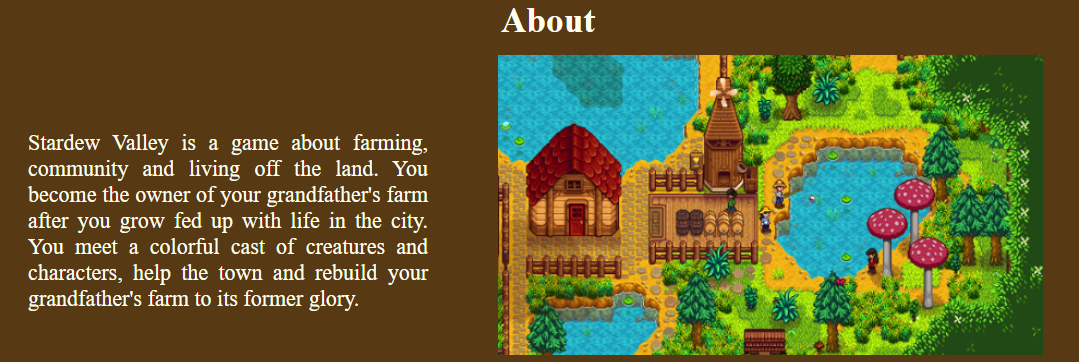 About
Stardew Valley is a game about farming,
community and living off the land. You
become the owner of your grandfather's farm
after you grow fed up with life in the city.
You meet a colorful cast of creatures and
characters, help the town and rebuild your
grandfather's farm to its former glory.